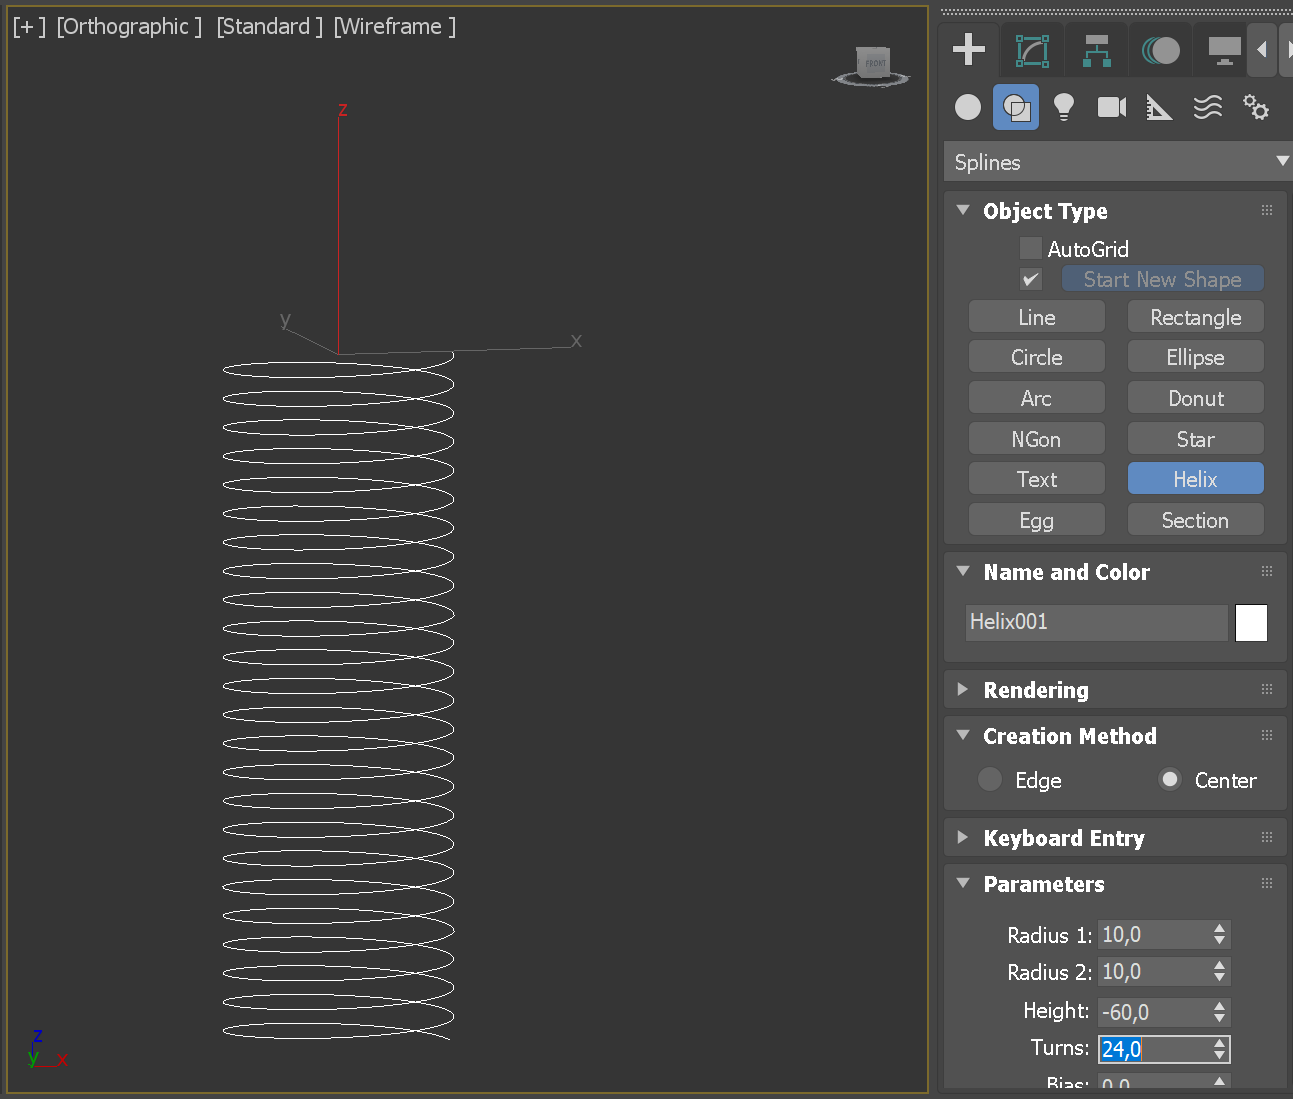 [+ ] [Orthographic ] [Standard ] [Wireframe ]
FRONT
z
y
x
z
y x
Splines
Object Type
AutoGrid
Start New Shape
Line Rectangle
Circle Ellipse
Arc Donut
NGon Star
Text Helix
Egg Section
Name and Color
Helix001
Rendering
Creation Method
Edge Center
Keyboard Entry
Parameters
Radius 1: 10,0
Radius 2: 10,0
Height: -60,0
Turns: 24,0
Bias: 0,0